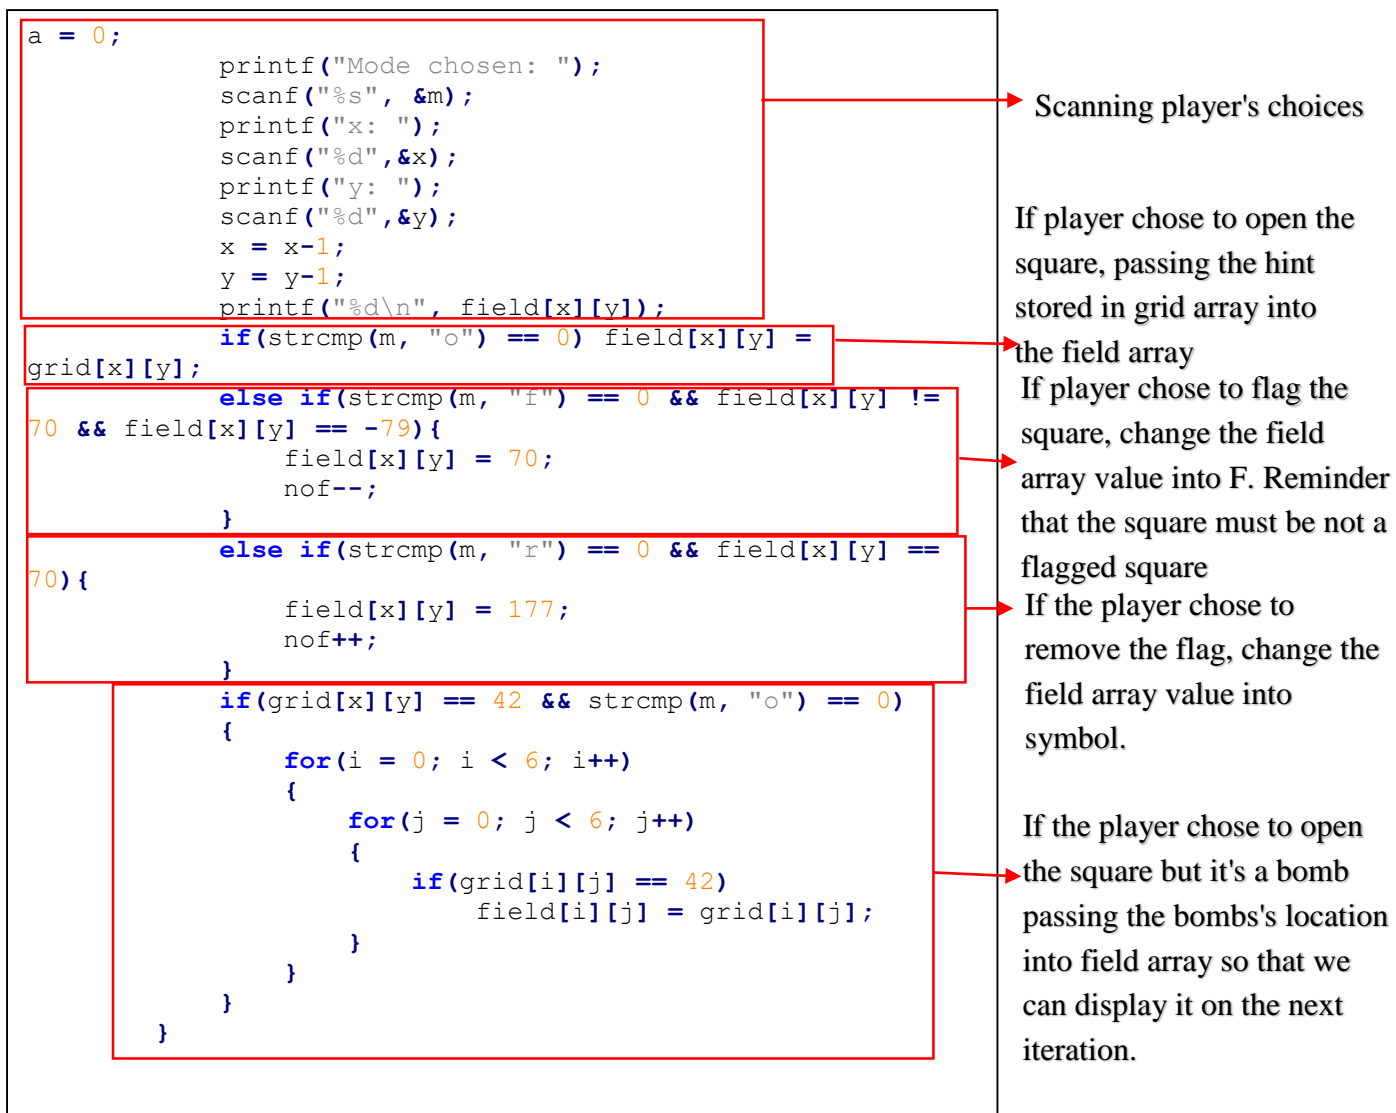 a = 0;
printf("Mode chosen: ");
scanf("%s", &m);
printf("x: ");
scanf("%d",&x);
printf("y: ");
scanf("%d",&y);
x = x-1;
y = y-1;
printf("%d\n", field[x][y]);
if(strcmp(m, "o") == 0) field[x][y] =
grid[x][y];
else if(strcmp(m, "f") == 0 && field[x][y] !=
70 && field[x][y] == -79){
field[x][y] = 70;
nof--;
}
else if(strcmp(m, "r") == 0 && field[x][y] ==
70){
field[x][y] = 177;
nof++;
}
if(grid[x][y] == 42 && strcmp(m, "o") == 0)
{
for(i = 0; i < 6; i++)
{
for(j = 0; j < 6; j++)
{
if(grid[i][j] == 42)
field[i][j] = grid[i][j];
}
}
}
}
Scanning player's choices
If player chose to open the
square, passing the hint
stored in grid array into
the field array
If player chose to flag the
square, change the field
array value into F. Reminder
that the square must be not a
flagged square
If the player chose to
remove the flag, change the
field array value into
symbol.
If the player chose to open
the square but it's a bomb
passing the bombs's location
into field array so that we
can display it on the next
iteration.